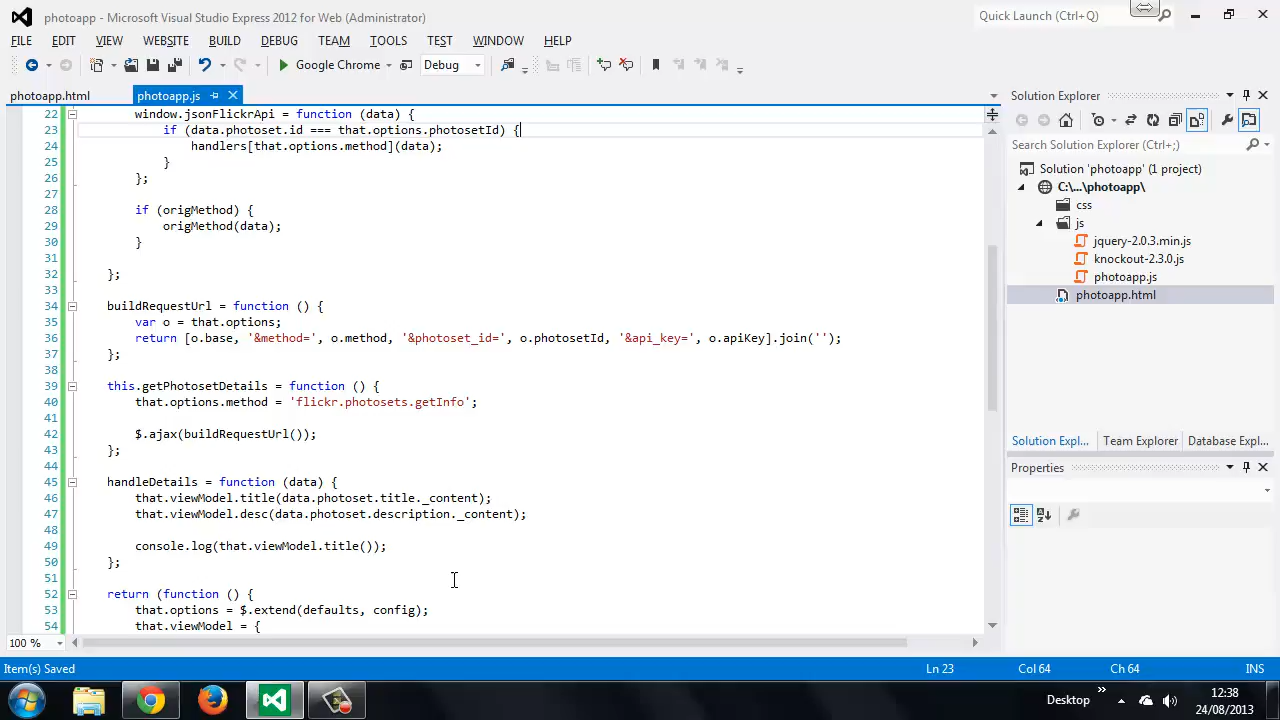 photoapp - Microsoft Visual Studio Express 2012 for Web (Administrator)
Quick Launch (Ctrl+Q)
FILE EDIT VIEW WEBSITE BUILD DEBUG TEAM TOOLS TEST WINDOW HELP
Google Chrome Debug
photoapp.html photoapp.js
22 window.jsonFlickrApi = function (data) {
23 if (data.photoset.id === that.options.photosetId) {
24 handlers[that.options.method](data);
25 }
26 };
27
28 if (origMethod) {
29 origMethod(data);
30 }
31
32 };
33
34 buildRequestUrl = function () {
35 var o = that.options;
36 return [o.base, '&method=', o.method, '&photoset_id=', o.photosetId, '&api_key=', o.apiKey].join('');
37 };
38
39 this.getPhotosetDetails = function () {
40 that.options.method = 'flickr.photosets.getInfo';
41
42 $.ajax(buildRequestUrl());
43 };
44
45 handleDetails = function (data) {
46 that.viewModel.title(data.photoset.title._content);
47 that.viewModel.desc(data.photoset.description._content);
48
49 console.log(that.viewModel.title());
50 };
51
52 return (function () {
53 that.options = $.extend(defaults, config);
54 that.viewModel = {
100 %
Solution Explorer
Search Solution Explorer (Ctrl+;)
Solution 'photoapp' (1 project)
C:\...\photoapp\
css
js
jquery-2.0.3.min.js
knockout-2.3.0.js
photoapp.js
photoapp.html
Solution Expl... Team Explorer Database Expl...
Properties
Item(s) Saved Ln 23 Col 64 Ch 64 INS
Desktop
12:38
24/08/2013